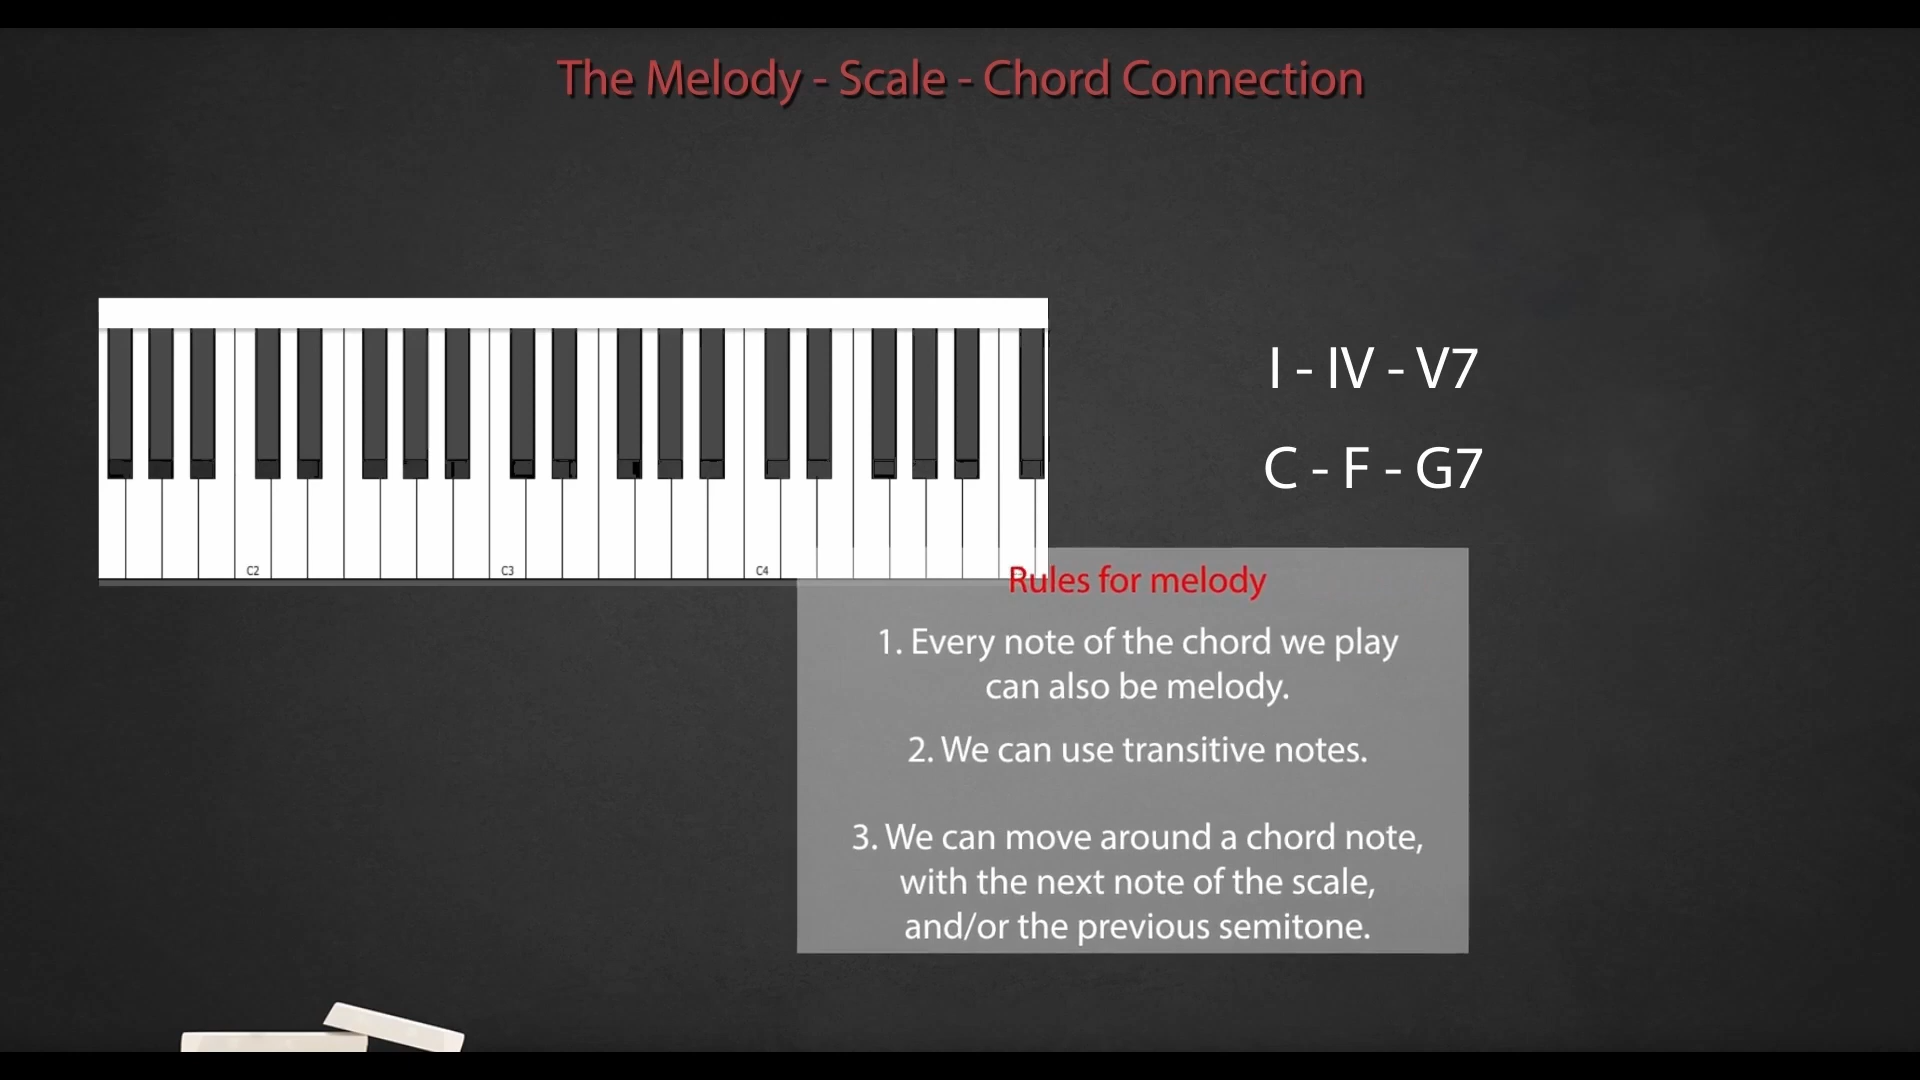 The Melody - Scale - Chord Connection
I - IV - V7
C - F - G7
C2
C3
C4
Rules for melody
1. Every note of the chord we play
can also be melody.
2. We can use transitive notes.
3. We can move around a chord note,
with the next note of the scale,
and/or the previous semitone.